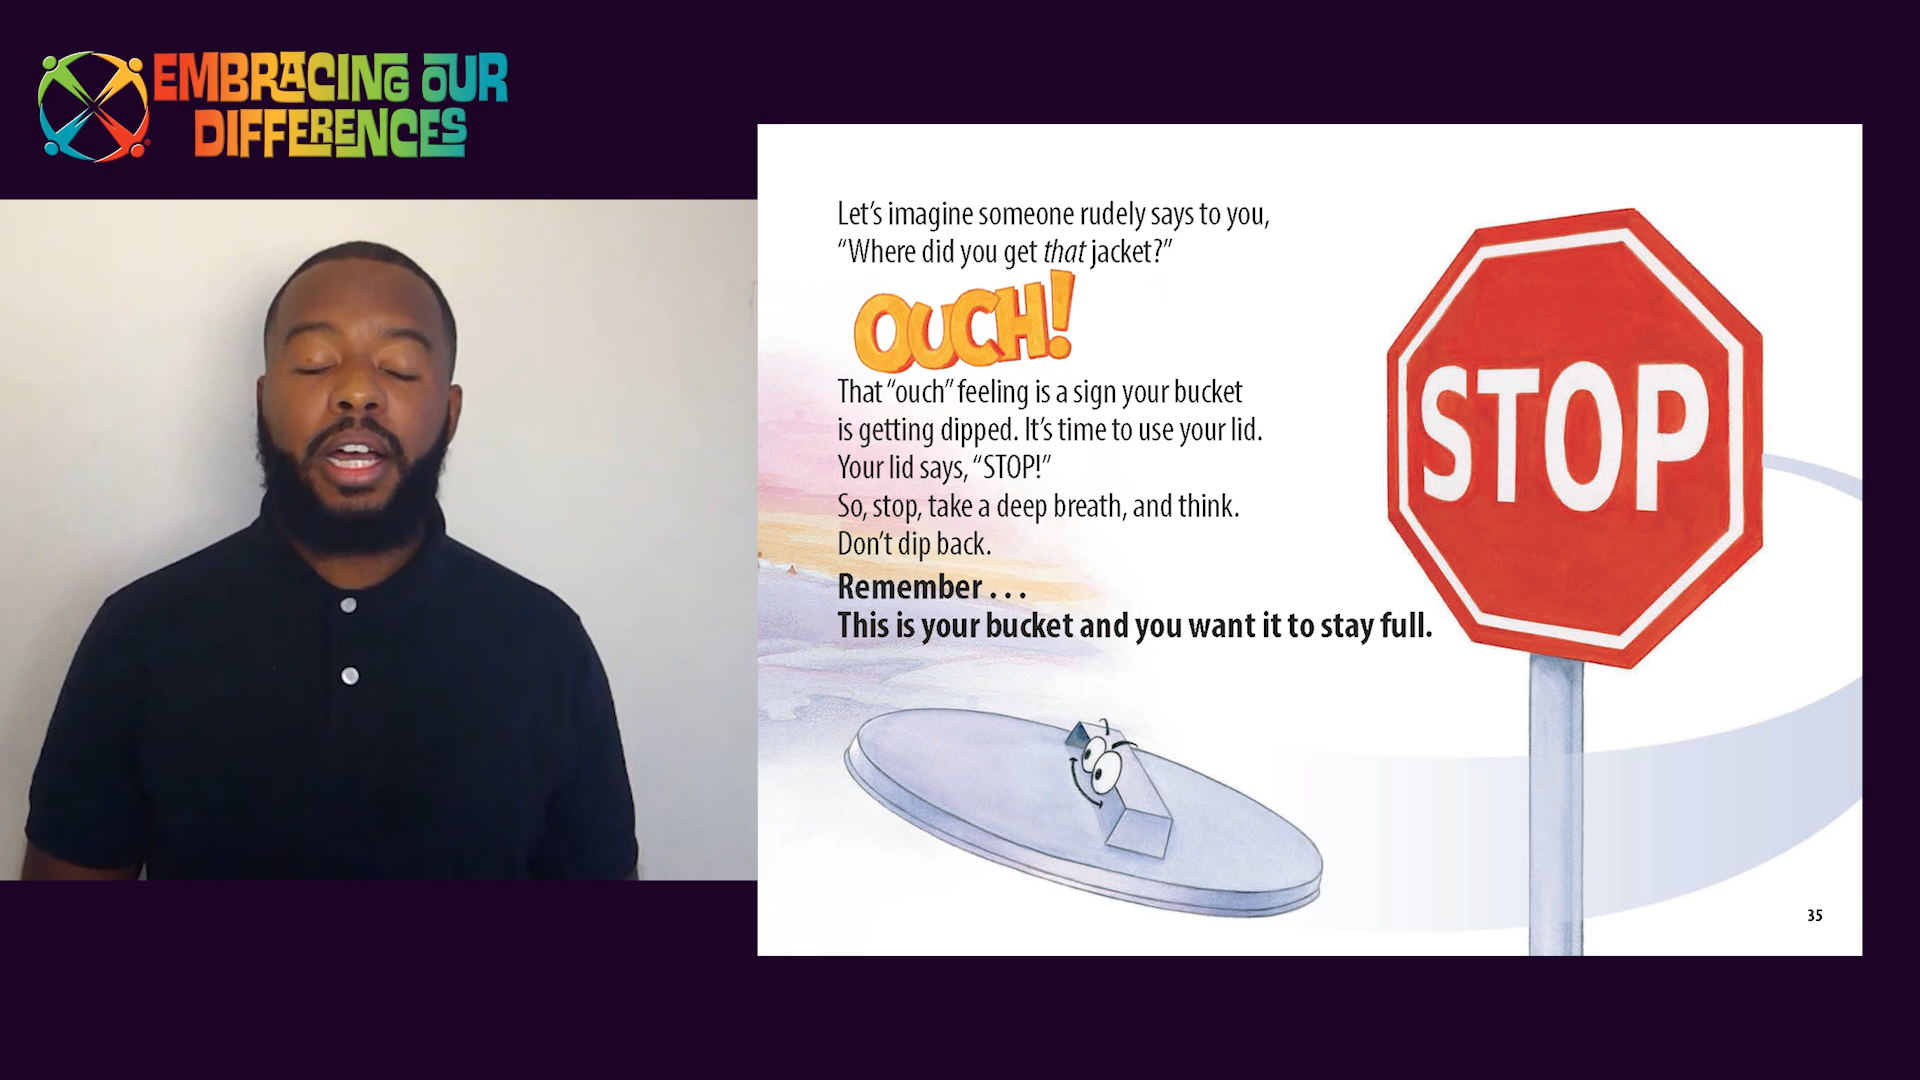 EMBRACING OUR
DIFFERENCES
Let’s imagine someone rudely says to you,
“Where did you get that jacket?”
OUCH!
That “ouch” feeling is a sign your bucket
is getting dipped. It’s time to use your lid.
Your lid says, “STOP!”
So, stop, take a deep breath, and think.
Don’t dip back.
Remember . . .
This is your bucket and you want it to stay full.
STOP
35